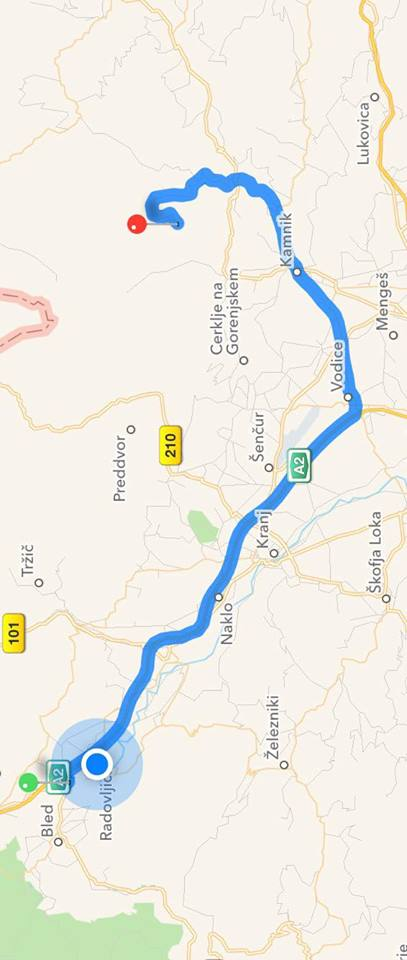 101
Tržič
Bled
A2
Radovljic
Preddvor
210
Cerklje na
Gorenjskem
Naklo
Šenčur
Kranj
Železniki
Kamnik
A2
Vodice
Lukovica
Škofja Loka
Mengeš